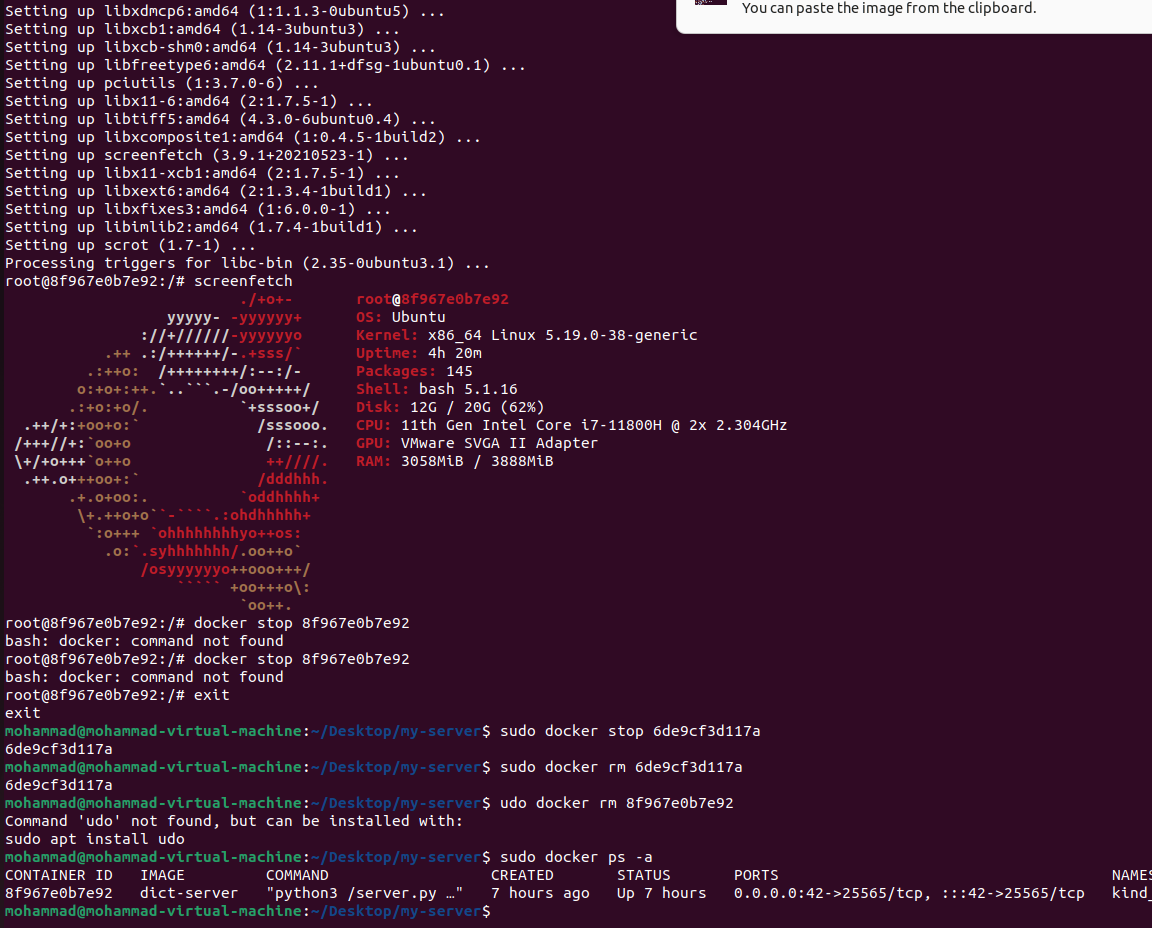 You can paste the image from the clipboard.
Setting up libxdmcp6:amd64 (1:1.1.3-0ubuntu5) ...
Setting up libxcb1:amd64 (1.14-3ubuntu3) ...
Setting up libxcb-shm0:amd64 (1.14-3ubuntu3) ...
Setting up libfreetype6:amd64 (2.11.1+dfsg-1ubuntu0.1) ...
Setting up pciutils (1:3.7.0-6) ...
Setting up libx11-6:amd64 (2:1.7.5-1) ...
Setting up libtiff5:amd64 (4.3.0-6ubuntu0.4) ...
Setting up libxcomposite1:amd64 (1:0.4.5-1build2) ...
Setting up screenfetch (3.9.1+20210523-1) ...
Setting up libx11-xcb1:amd64 (2:1.7.5-1) ...
Setting up libxext6:amd64 (2:1.3.4-1build1) ...
Setting up libxfixes3:amd64 (1:6.0.0-1) ...
Setting up libimlib2:amd64 (1.7.4-1build1) ...
Setting up scrot (1.7-1) ...
Processing triggers for libc-bin (2.35-0ubuntu3.1) ...
root@8f967e0b7e92:/# screenfetch
                          ./+o+-       root@8f967e0b7e92
                  yyyyy- -yyyyyy+      OS: Ubuntu
               ://+//////-yyyyyyo      Kernel: x86_64 Linux 5.19.0-38-generic
           .++ .:/++++++/-.+sss/`      Uptime: 4h 20m
         .:++o:  /++++++++/:--:/-      Packages: 145
        o:+o+:++.`..```.-/oo+++++/     Shell: bash 5.1.16
       .:+o:+o/.          `+sssoo+/    Disk: 12G / 20G (62%)
  .++/+:+oo+o:`             /sssooo.   CPU: 11th Gen Intel Core i7-11800H @ 2x 2.304GHz
 /+++//+:`oo+o               /::--:.   GPU: VMware SVGA II Adapter
 \+/+o+++`o++o               ++////.   RAM: 3058MiB / 3888MiB
  .++.o+++oo+:`             /dddhhh.
       .+.o+oo:.          `oddhhhh+
        \+.++o+o``-````.:ohdhhhhh+
         `:o+++ `ohhhhhhhhyo++os:
           .o:`.syhhhhhhh/.oo++o`
               /osyyyyyyo++ooo+++/
                   ````` +oo+++o\:
                          `oo++.
root@8f967e0b7e92:/# docker stop 8f967e0b7e92
bash: docker: command not found
root@8f967e0b7e92:/# docker stop 8f967e0b7e92
bash: docker: command not found
root@8f967e0b7e92:/# exit
exit
mohammad@mohammad-virtual-machine:~/Desktop/my-server$ sudo docker stop 6de9cf3d117a
6de9cf3d117a
mohammad@mohammad-virtual-machine:~/Desktop/my-server$ sudo docker rm 6de9cf3d117a
6de9cf3d117a
mohammad@mohammad-virtual-machine:~/Desktop/my-server$ udo docker rm 8f967e0b7e92
Command 'udo' not found, but can be installed with:
sudo apt install udo
mohammad@mohammad-virtual-machine:~/Desktop/my-server$ sudo docker ps -a
CONTAINER ID   IMAGE         COMMAND                  CREATED       STATUS       PORTS                                     NAMES
8f967e0b7e92   dict-server   "python3 /server.py …"   7 hours ago   Up 7 hours   0.0.0.0:42->25565/tcp, :::42->25565/tcp   kind_
mohammad@mohammad-virtual-machine:~/Desktop/my-server$